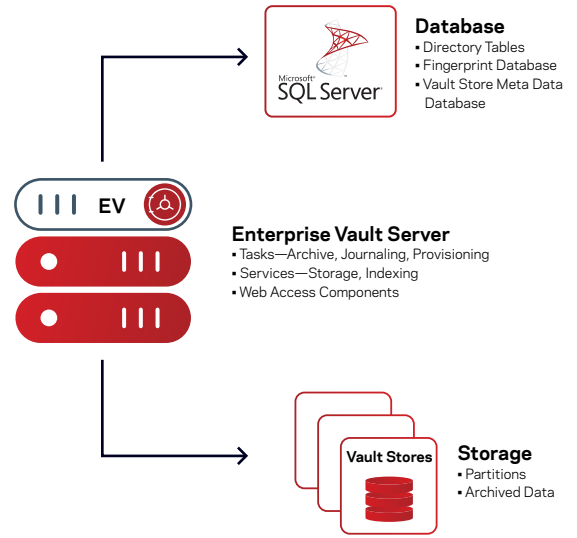 Database
▪ Directory Tables
▪ Fingerprint Database
▪ Vault Store Meta Data
Database
Microsoft®
SQL Server®
EV
Enterprise Vault Server
▪ Tasks—Archive, Journaling, Provisioning
▪ Services—Storage, Indexing
▪ Web Access Components
Vault Stores
Storage
▪ Partitions
▪ Archived Data